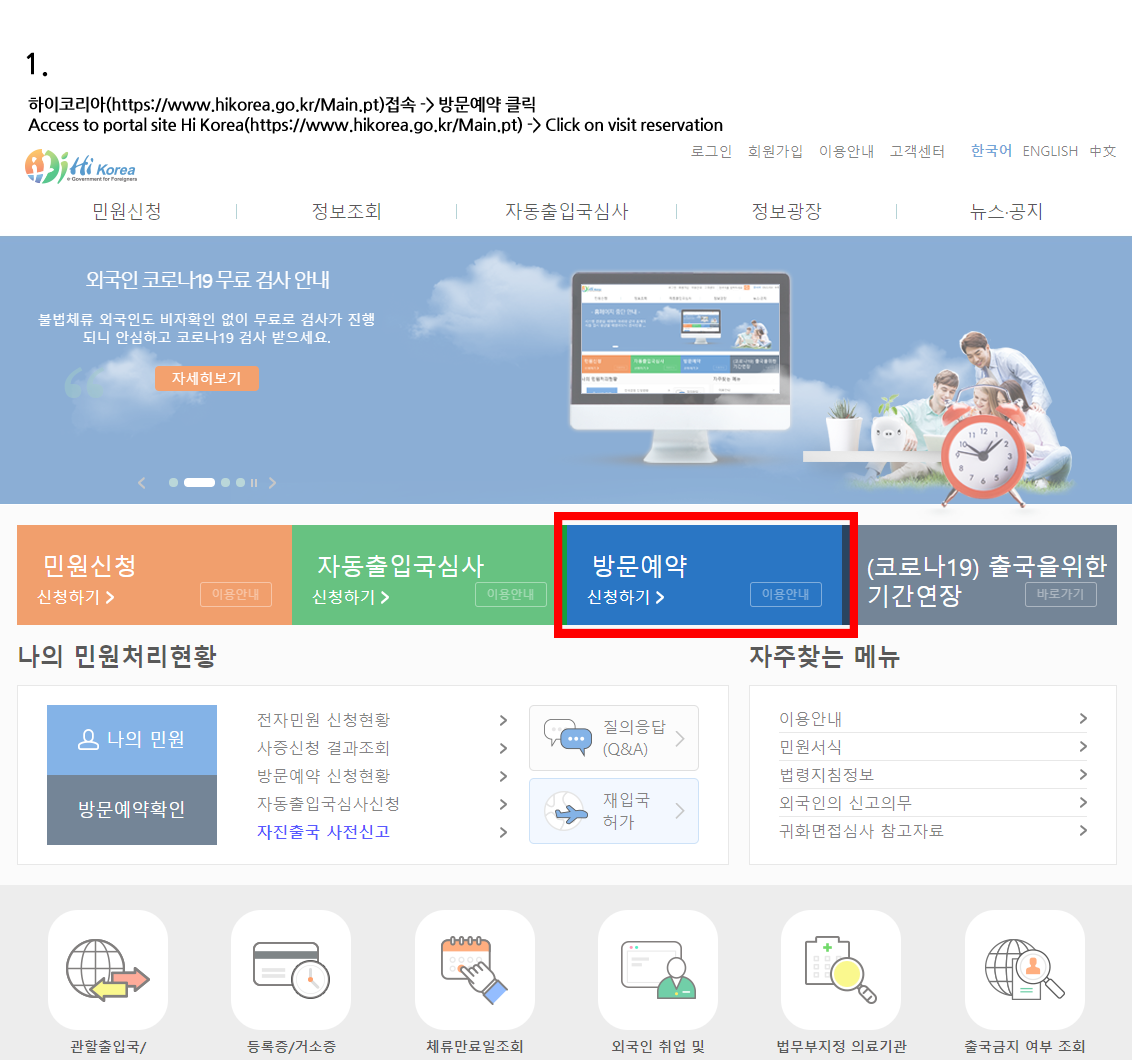 1.
하이코리아(https://www.hikorea.go.kr/Main.pt)접속 -> 방문예약 클릭
Access to portal site Hi Korea(https://www.hikorea.go.kr/Main.pt) -> Click on visit reservation
로그인 회원가입 이용안내 고객센터 한국어 ENGLISH 中文
Hi Korea
e Government for Foreigners
민원신청 정보조회 자동출입국심사 정보광장 뉴스·공지
외국인 코로나19 무료 검사 안내
불법체류 외국인도 비자확인 없이 무료로 검사가 진행
되니 안심하고 코로나19 검사 받으세요.
자세히보기
민원신청
신청하기
이용안내
자동출입국심사
신청하기
이용안내
방문예약
신청하기
이용안내
(코로나19) 출국을위한
기간연장
바로가기
나의 민원처리현황
나의 민원
방문예약확인
전자민원 신청현황
사증신청 결과조회
방문예약 신청현황
자동출입국심사신청
자진출국 사전신고
질의응답
(Q&A)
재입국
허가
자주찾는 메뉴
이용안내
민원서식
법령지침정보
외국인의 신고의무
귀화면접심사 참고자료
관할출입국/
등록증/거소증
체류만료일조회
외국인 취업 및
법무부지정 의료기관
출국금지 여부 조회